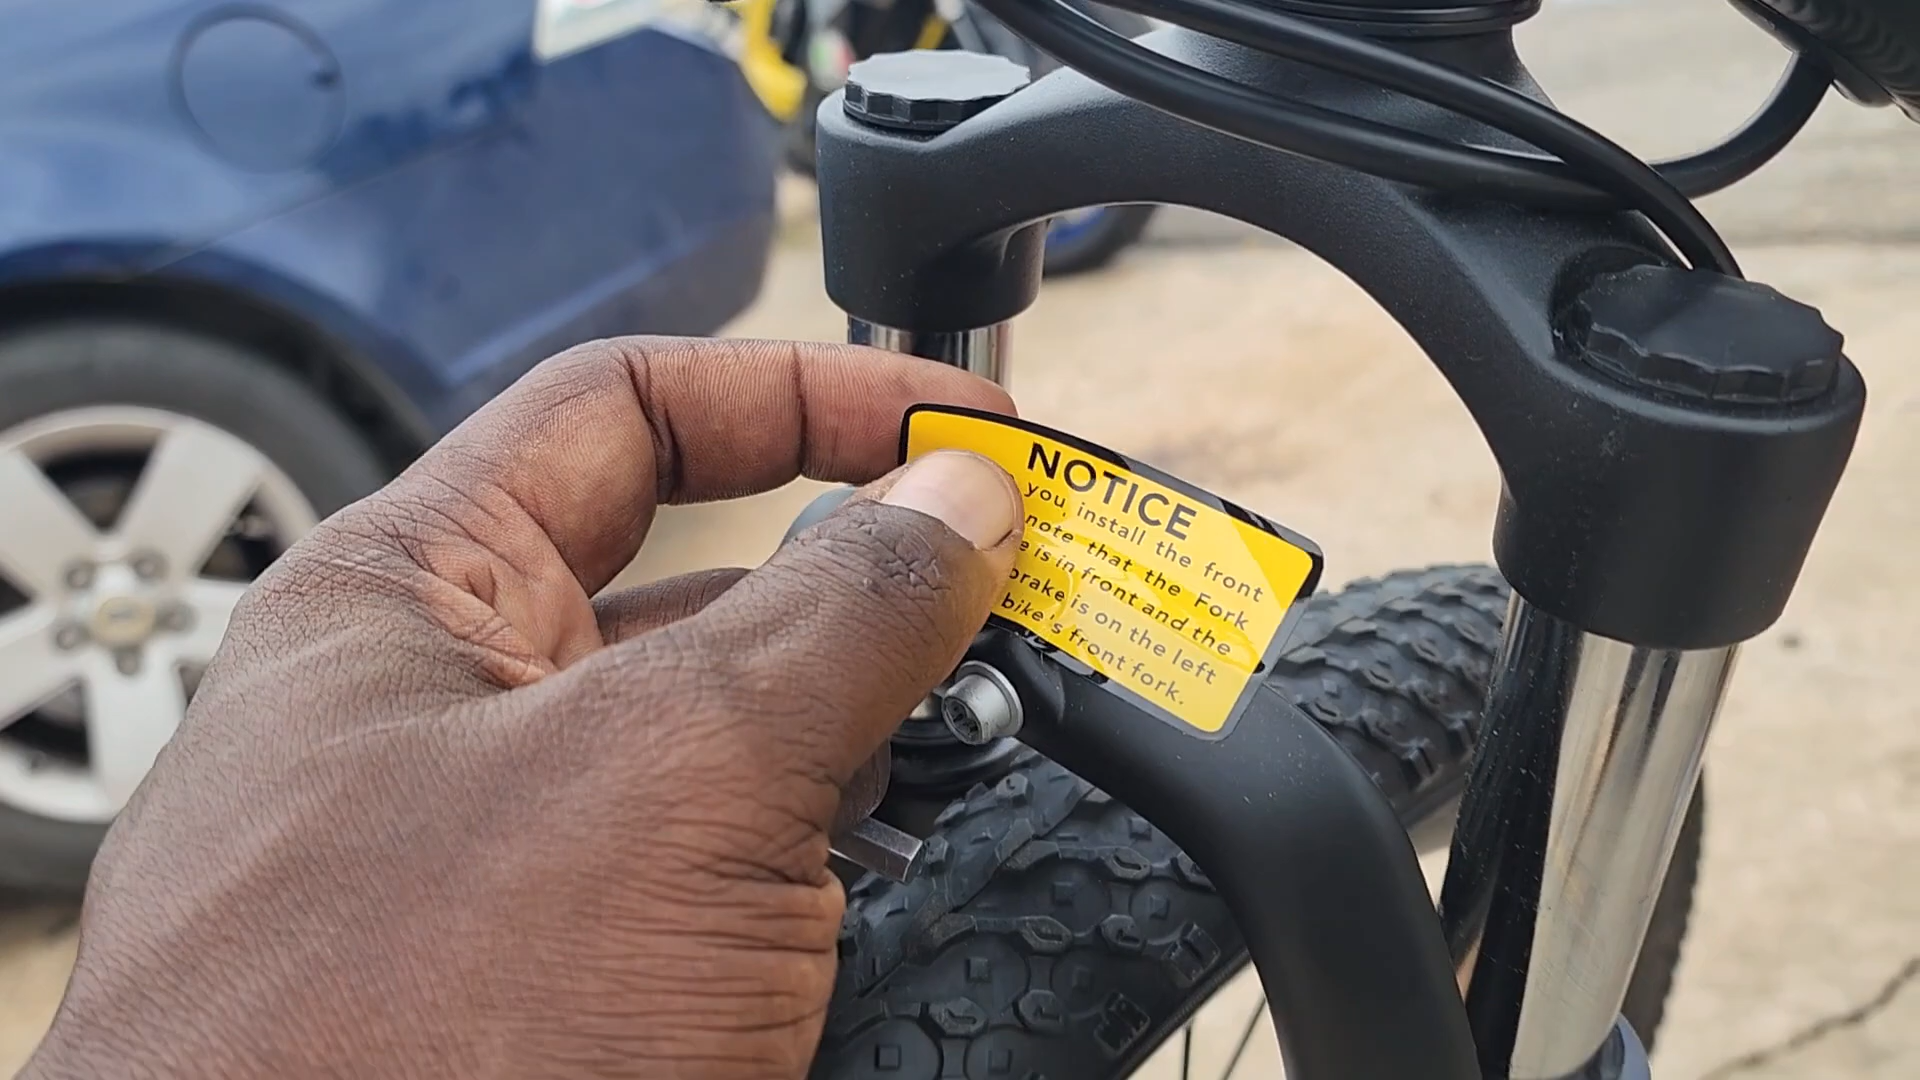 NOTICE
you, install the front
note that the Fork
e is in front and the
brake is on the left
bike's front fork.